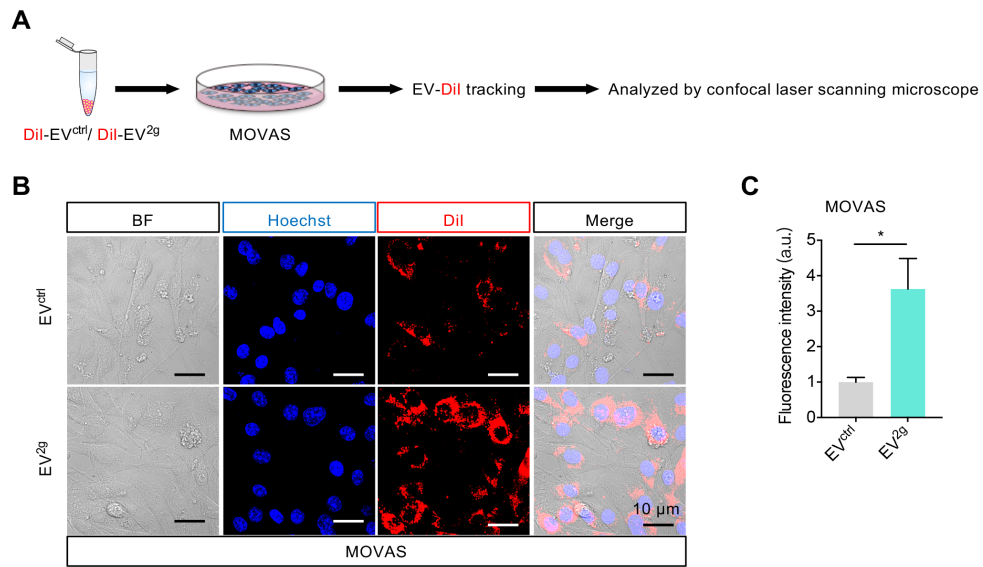 A
DiI-EVctrl/ DiI-EV2g
MOVAS
EV-DiI tracking
Analyzed by confocal laser scanning microscope
B
BF
Hoechst
DiI
Merge
EVctrl
EV2g
10 µm
MOVAS
C
MOVAS
*
Fluorescence intensity (a.u.)
5
4
3
2
1
0
EVctrl
EV2g